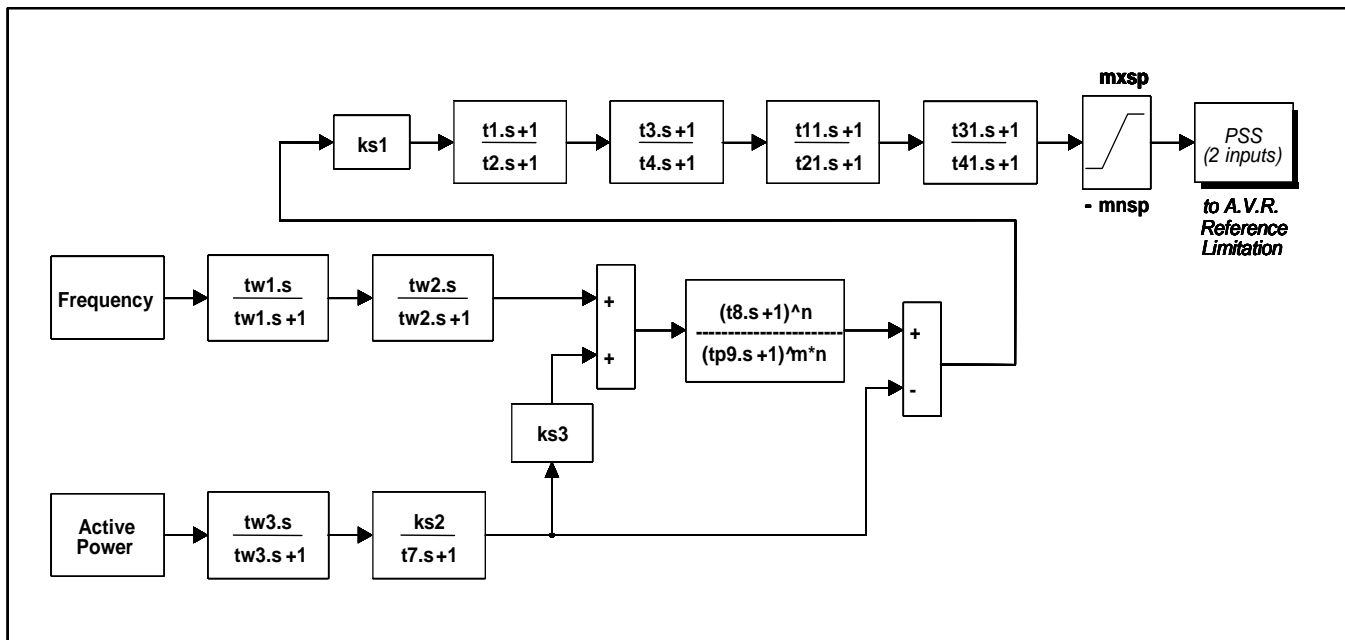 mxsp
ks1
t1.s+1
t2.s+1
t3.s+1
t4.s+1
t11.s+1
t21.s+1
t31.s+1
t41.s+1
PSS
(2 inputs)
- mnsp
to A.V.R.
Reference
Limitation
Frequency
tw1.s
tw1.s+1
tw2.s
tw2.s+1
+
+
(t8.s+1)^n
-----------------------
(tp9.s+1)^m*n
+
-
ks3
Active
Power
tw3.s
tw3.s+1
ks2
t7.s+1